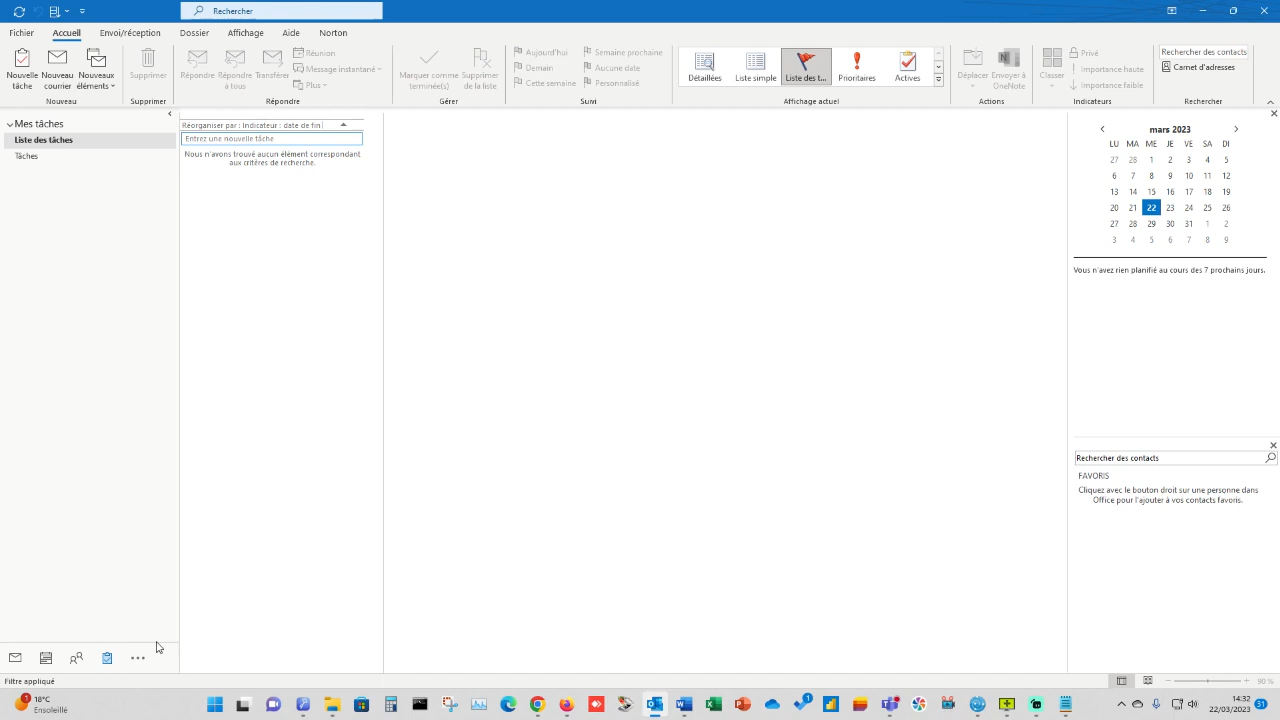 Rechercher
Fichier Accueil Envoi/réception Dossier Affichage Aide Norton
Nouvelle tâche
Nouveau courrier
Nouveaux éléments
Nouveau
Supprimer
Supprimer
Répondre
Répondre à tous
Transférer
Réunion
Message instantané
Plus
Répondre
Marquer comme terminée(s)
Supprimer de la liste
Gérer
Aujourd'hui
Demain
Cette semaine
Semaine prochaine
Aucune date
Personnalisé
Suivi
Détaillées
Liste simple
Liste des t...
Prioritaires
Actives
Affichage actuel
Déplacer
Envoyer à OneNote
Actions
Classer
Privé
Importance haute
Importance faible
Indicateurs
Rechercher des contacts
Carnet d'adresses
Rechercher
Mes tâches
Liste des tâches
Tâches
Réorganiser par : Indicateur : date de fin
Entrez une nouvelle tâche
Nous n'avons trouvé aucun élément correspondant
aux critères de recherche.
mars 2023
LU MA ME JE VE SA DI
27 28 1 2 3 4 5
6 7 8 9 10 11 12
13 14 15 16 17 18 19
20 21 22 23 24 25 26
27 28 29 30 31 1 2
3 4 5 6 7 8 9
Vous n'avez rien planifié au cours des 7 prochains jours.
Rechercher des contacts
FAVORIS
Cliquez avec le bouton droit sur une personne dans
Office pour l'ajouter à vos contacts favoris.
Filtre appliqué
90 %
1
18°C
Ensoleillé
1
14:32
22/03/2023
31